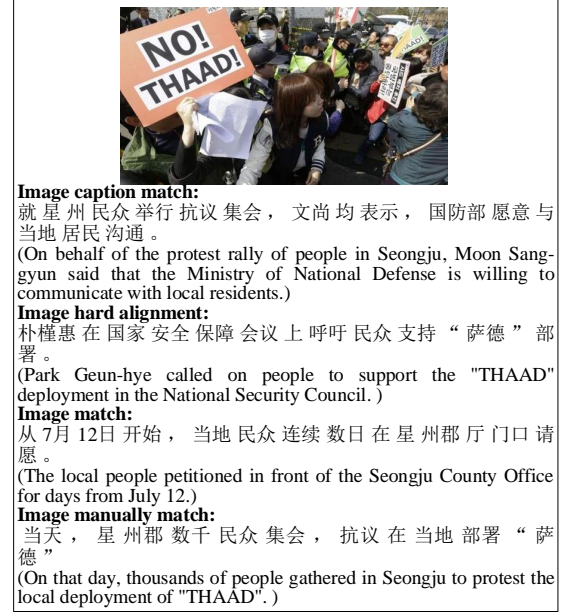 NO!
THAAD!
THAAD!
Image caption match:
就 星 州 民众 举行 抗议 集会 ， 文尚 均 表示 ， 国防部 愿意 与
当地 居民 沟通 。
(On behalf of the protest rally of people in Seongju, Moon Sang-
gyun said that the Ministry of National Defense is willing to
communicate with local residents.)
Image hard alignment:
朴槿惠 在 国家 安全 保障 会议 上 呼吁 民众 支持 “ 萨德 ” 部
署 。
(Park Geun-hye called on people to support the "THAAD"
deployment in the National Security Council. )
Image match:
从 7月 12日 开始 ， 当地 民众 连续 数日 在 星 州郡 厅 门口 请
愿 。
(The local people petitioned in front of the Seongju County Office
for days from July 12.)
Image manually match:
当天 ， 星 州郡 数千 民众 集会 ， 抗议 在 当地 部署 “ 萨
德 ”
(On that day, thousands of people gathered in Seongju to protest the
local deployment of "THAAD". )